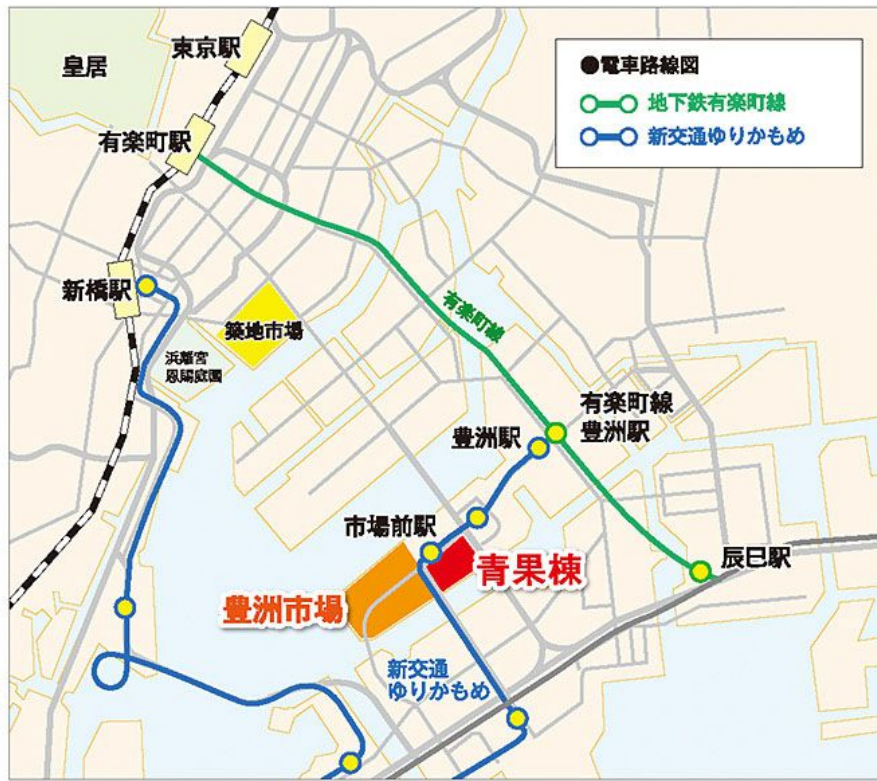 東京駅
皇居
●電車路線図
地下鉄有楽町線
新交通ゆりかもめ
有楽町駅
新橋駅
築地市場
浜離宮
恩賜庭園
有楽町線
有楽町線
豊洲駅
豊洲駅
市場前駅
青果棟
辰巳駅
豊洲市場
新交通
ゆりかもめ